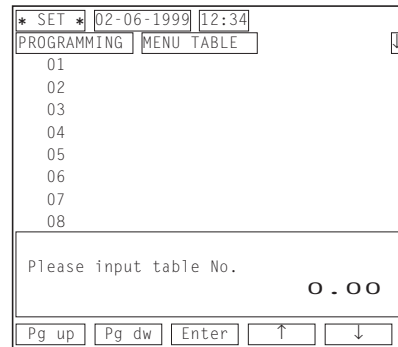 * SET * 02-06-1999 12:34
PROGRAMMING MENU TABLE ↓
01
02
03
04
05
06
07
08
Please input table No.
0.00
Pg up Pg dw Enter ↑ ↓